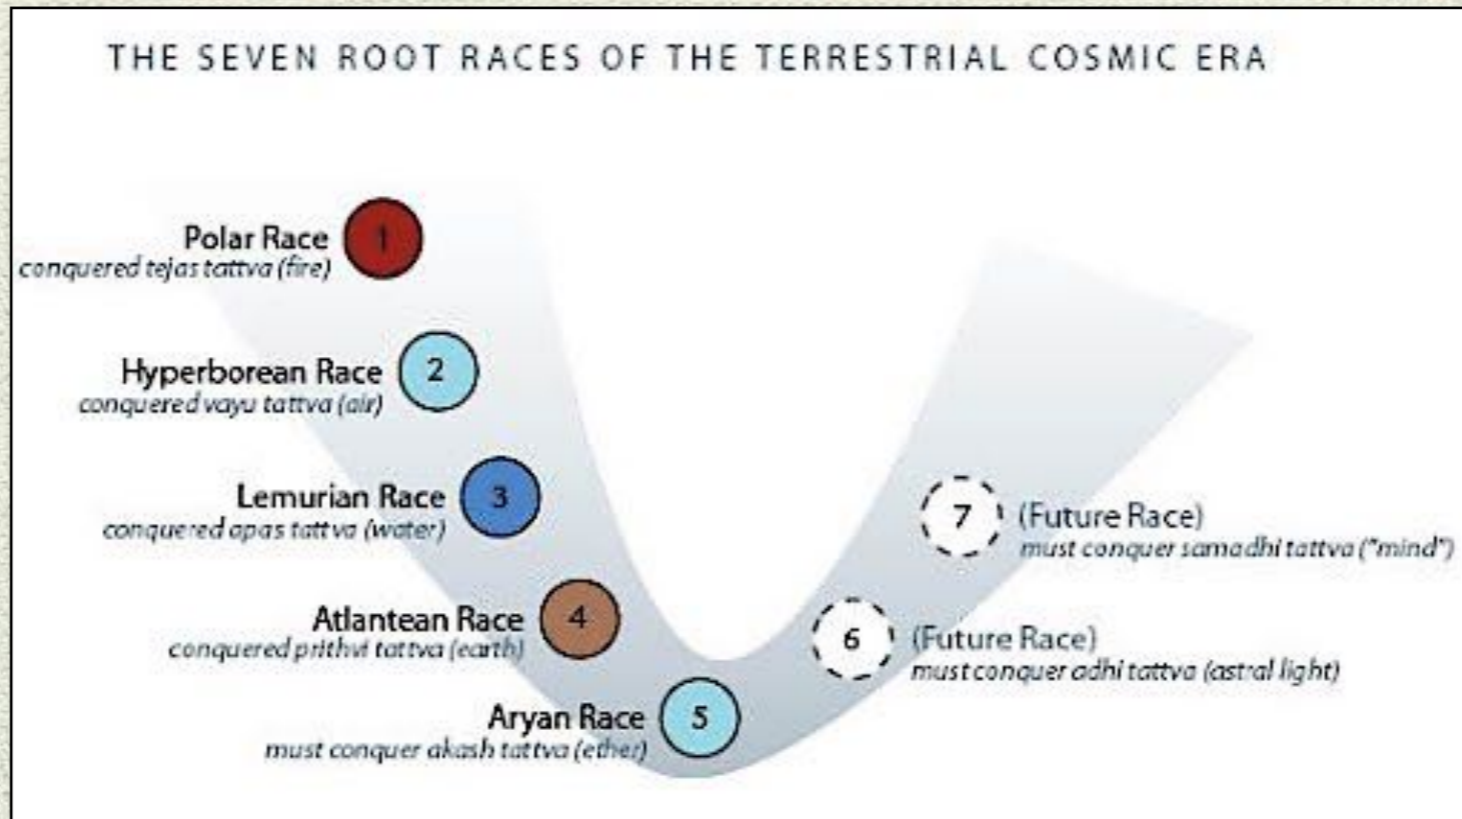 THE SEVEN ROOT RACES OF THE TERRESTRIAL COSMIC ERA
1
Polar Race
conquered tejas tattva (fire)
2
Hyperborean Race
conquered vayu tattva (air)
3
Lemurian Race
conquered apas tattva (water)
4
Atlantean Race
conquered prithvi tattva (earth)
5
Aryan Race
must conquer akash tattva (ether)
6
(Future Race)
must conquer adhi tattva (astral light)
7
(Future Race)
must conquer samadhi tattva ("mind")